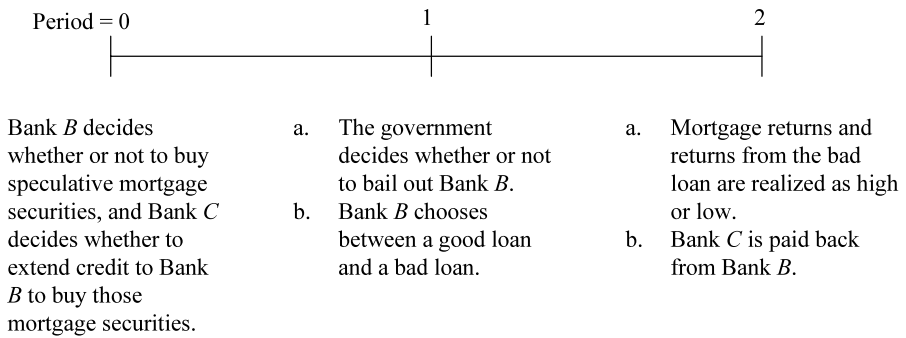 Period = 0 1 2
Bank B decides
whether or not to buy
speculative mortgage
securities, and Bank C
decides whether to
extend credit to Bank
B to buy those
mortgage securities.
a. The government
decides whether or not
to bail out Bank B.
b. Bank B chooses
between a good loan
and a bad loan.
a. Mortgage returns and
returns from the bad
loan are realized as high
or low.
b. Bank C is paid back
from Bank B.